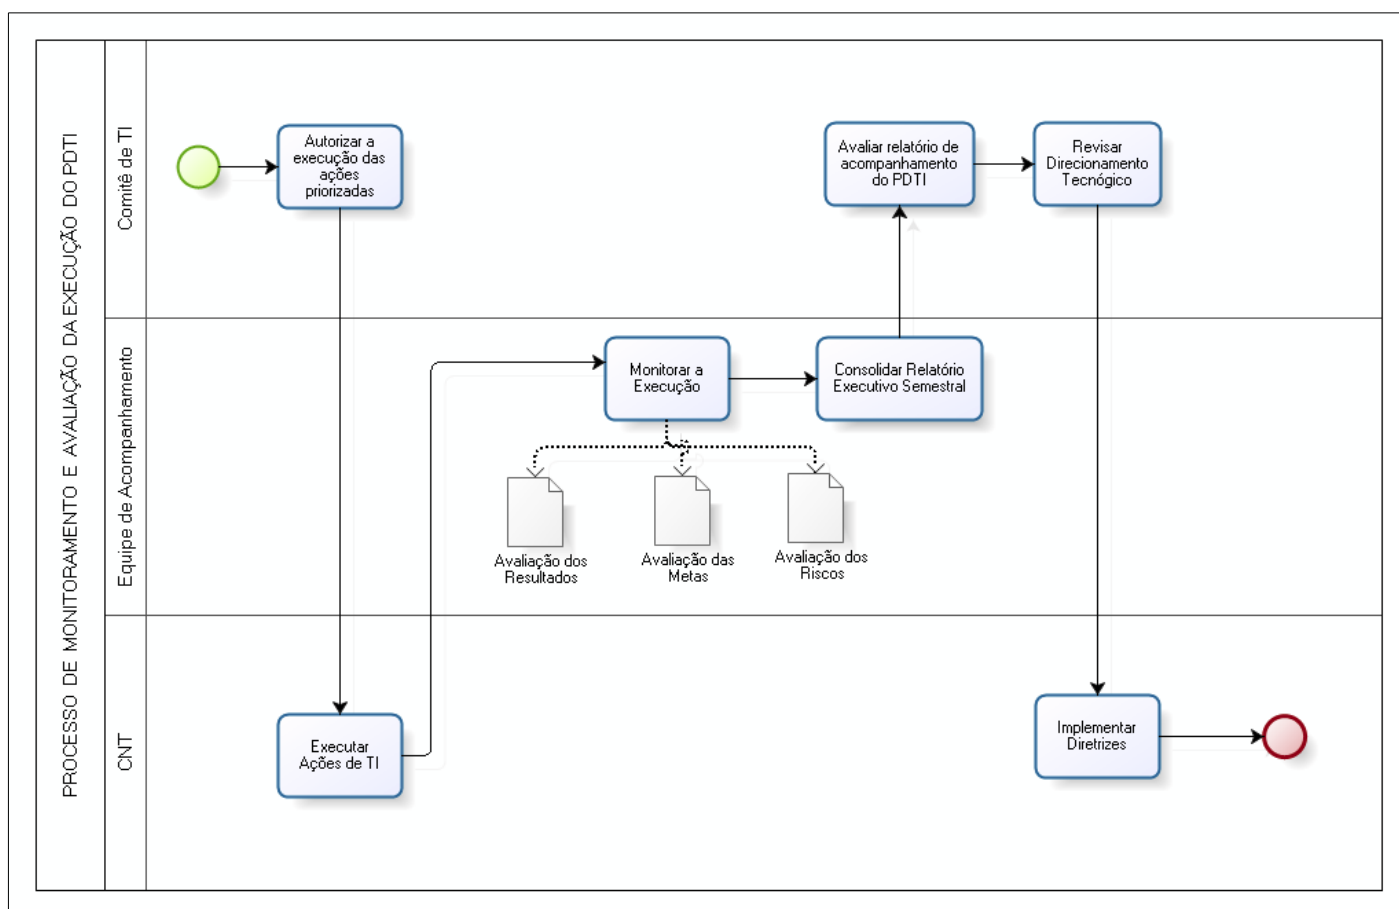 PROCESSO DE MONITORAMENTO E AVALIAÇÃO DA EXECUÇÃO DO PDTI
Comitê de TI
Autorizar a
execução das
ações
priorizadas
Avaliar relatório de
acompanhamento
do PDTI
Revisar
Direcionamento
Tecnógico
Equipe de Acompanhamento
Monitorar a
Execução
Consolidar Relatório
Executivo Semestral
Avaliação dos
Resultados
Avaliação das
Metas
Avaliação dos
Riscos
CNT
Executar
Ações de TI
Implementar
Diretrizes